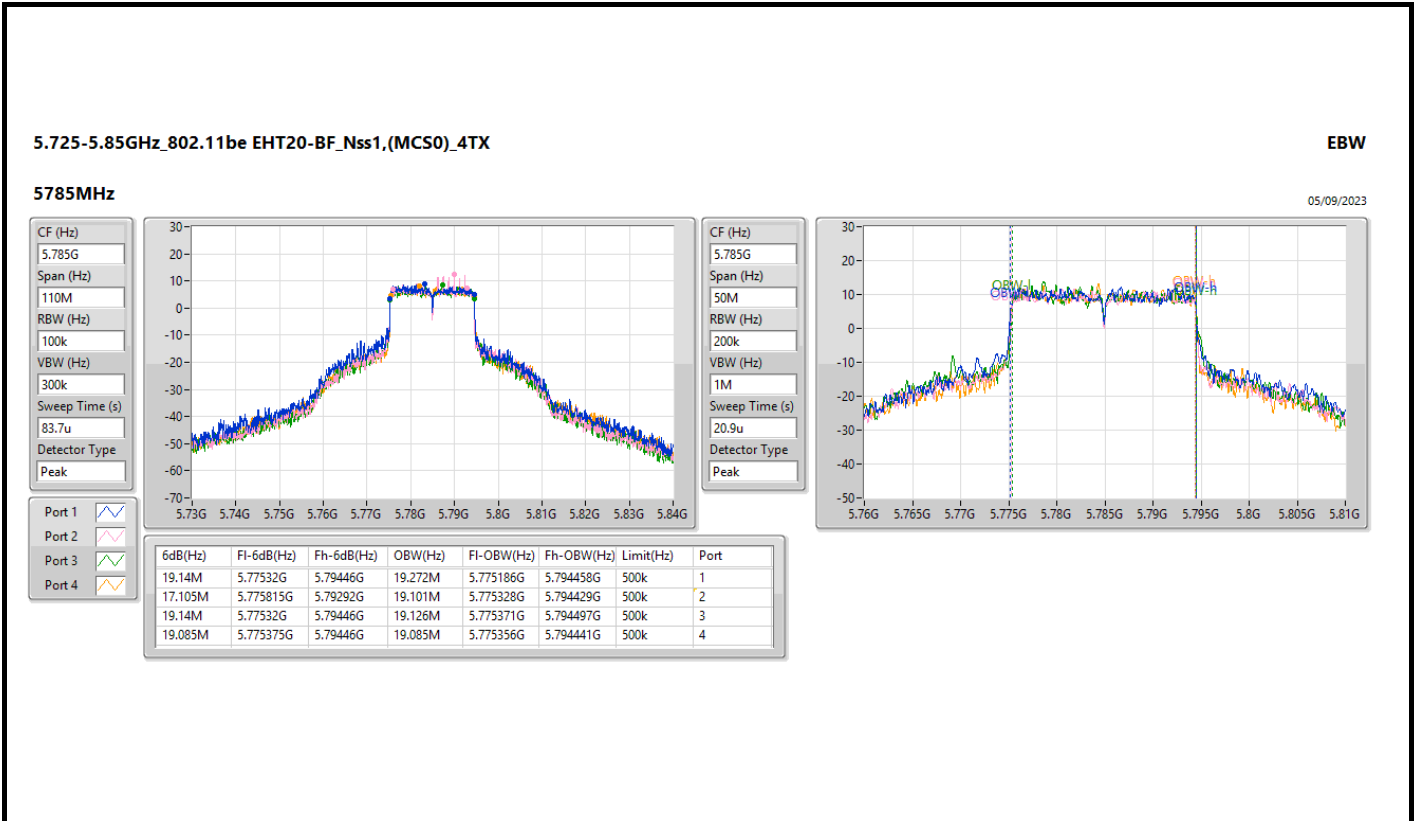 5.725-5.85GHz_802.11be EHT20-BF_Nss1,(MCS0)_4TX
EBW
5785MHz
05/09/2023
CF (Hz)
5.785G
Span (Hz)
110M
RBW (Hz)
100k
VBW (Hz)
300k
Sweep Time (s)
83.7u
Detector Type
Peak
30
20
10
0
-10
-20
-30
-40
-50
-60
-70
5.73G 5.74G 5.75G 5.76G 5.77G 5.78G 5.79G 5.8G 5.81G 5.82G 5.83G 5.84G
CF (Hz)
5.785G
Span (Hz)
50M
RBW (Hz)
200k
VBW (Hz)
1M
Sweep Time (s)
20.9u
Detector Type
Peak
30
20
10
0
-10
-20
-30
-40
-50
OBW-h
OBW-h
5.76G 5.765G 5.77G 5.775G 5.78G 5.785G 5.79G 5.795G 5.8G 5.805G 5.81G
Port 1
Port 2
Port 3
Port 4
6dB(Hz) Fl-6dB(Hz) Fh-6dB(Hz) OBW(Hz) Fl-OBW(Hz) Fh-OBW(Hz) Limit(Hz) Port
19.14M 5.77532G 5.79446G 19.272M 5.775186G 5.794458G 500k 1
17.105M 5.775815G 5.79292G 19.101M 5.775328G 5.794429G 500k 2
19.14M 5.77532G 5.79446G 19.126M 5.775371G 5.794497G 500k 3
19.085M 5.775375G 5.79446G 19.085M 5.775356G 5.794441G 500k 4